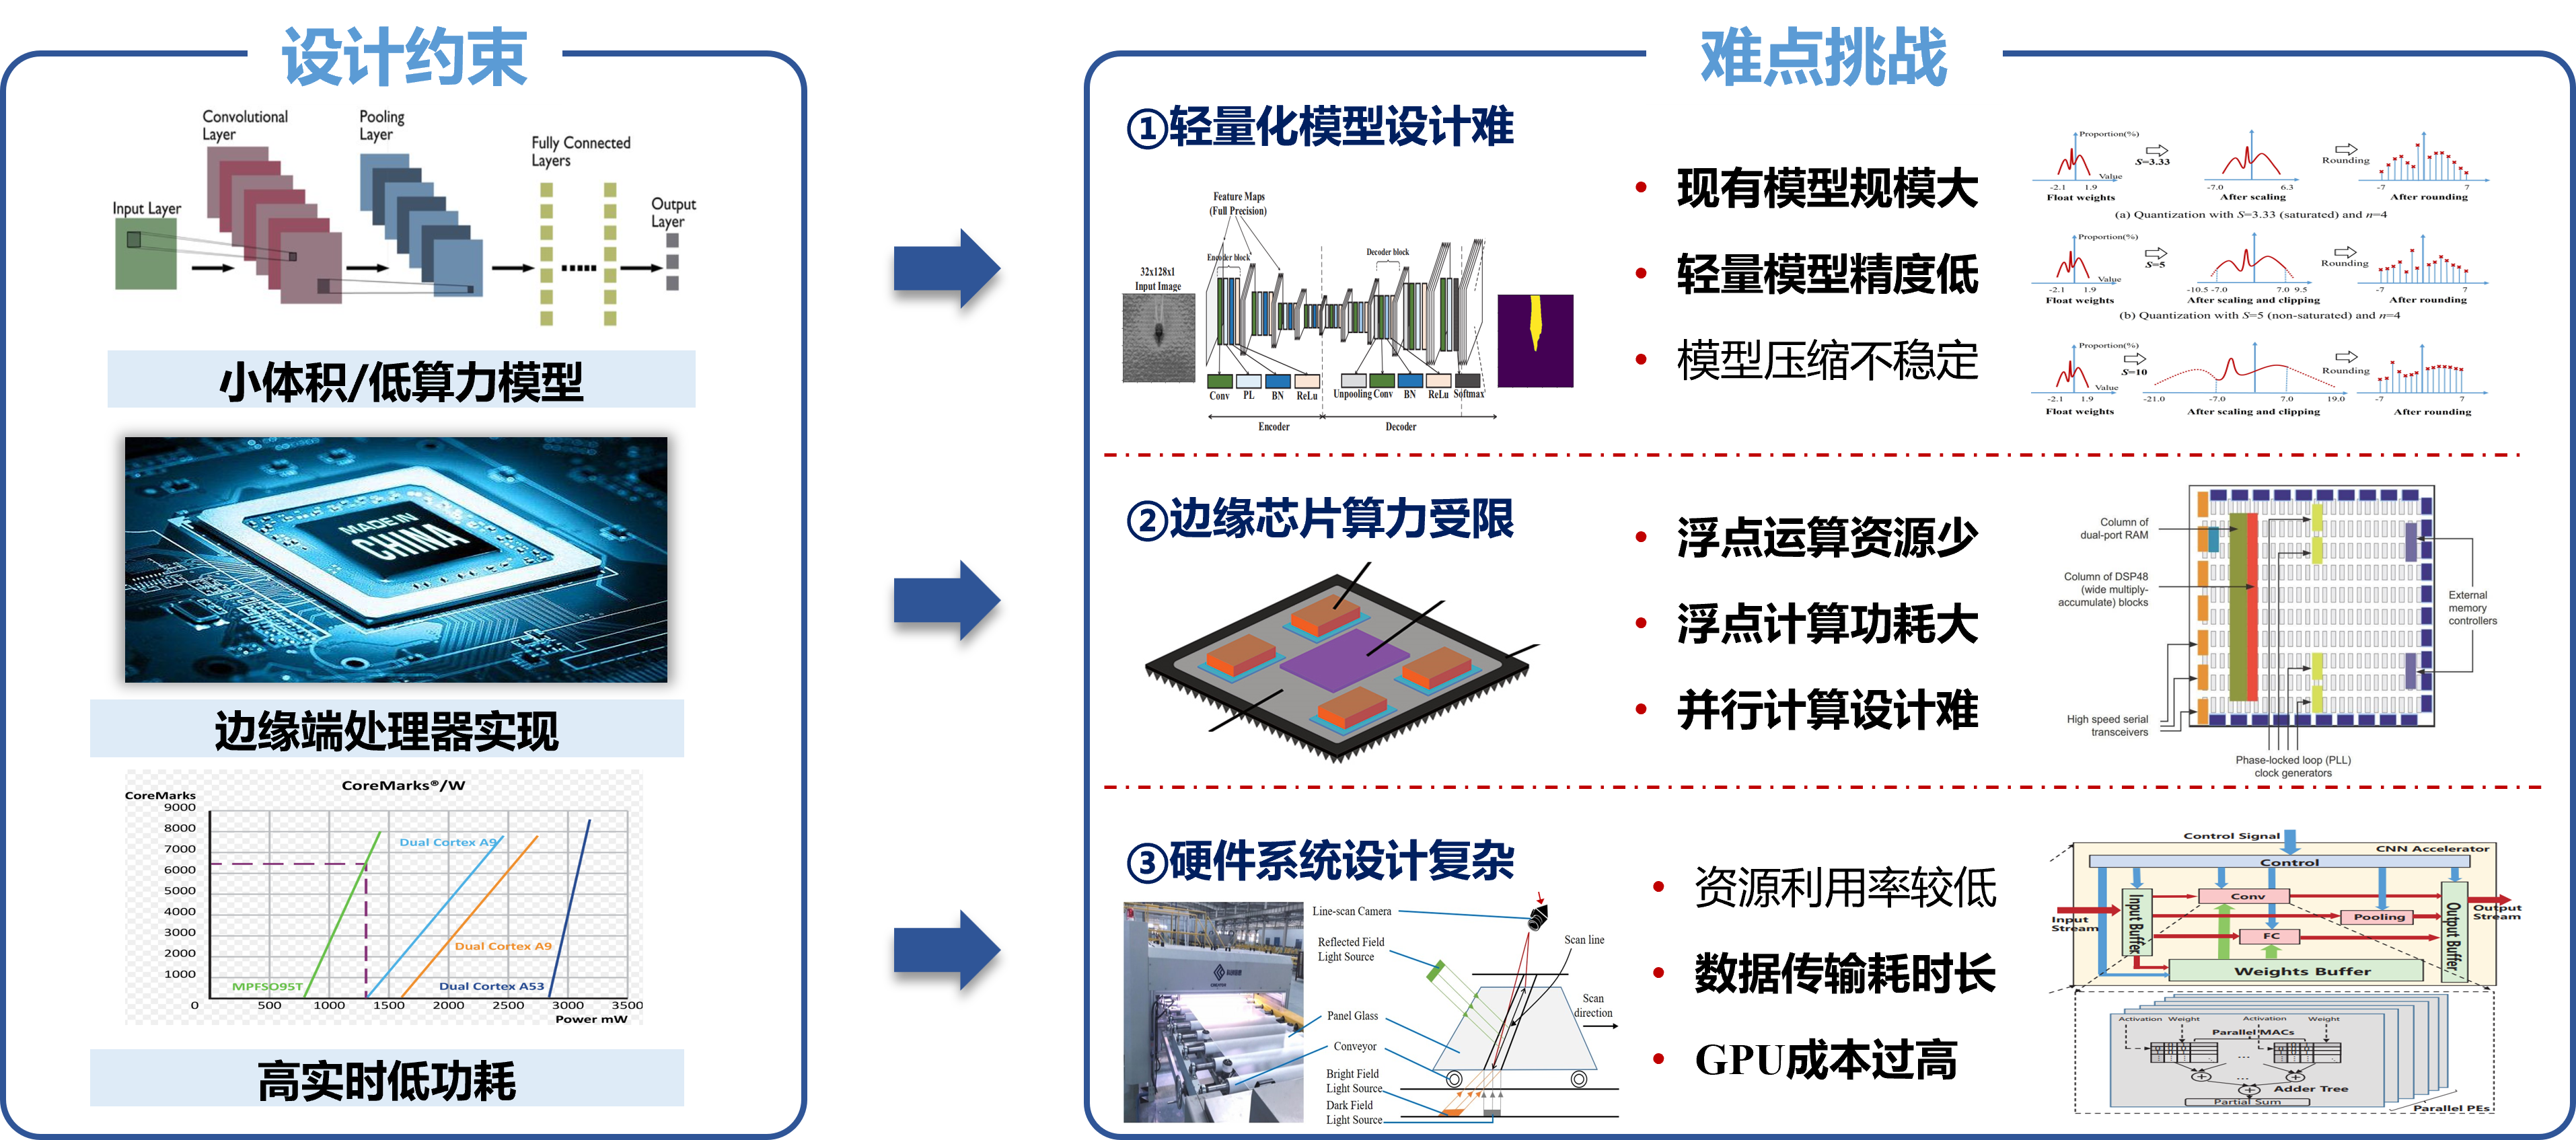 设计约束
Convolutional
Layer
Pooling
Layer
Fully Connected
Layers
Input Layer
Output
Layer
小体积/低算力模型
MADE IN
CHINA
边缘端处理器实现
CoreMarks®/W
CoreMarks
9000
8000
7000
6000
5000
4000
3000
2000
1000
0
Dual Cortex A9
Dual Cortex A9
MPFSO95T
Dual Cortex A53
500
1000
1500
2000
2500
3000
3500
Power mW
高实时低功耗
难点挑战
①轻量化模型设计难
Feature Maps
(Full Precision)
Encoder block
Decoder block
32x128x1
Input Image
Conv
PL
BN
ReLu
Unpooling
Conv
BN
ReLu
Softmax
Encoder
Decoder
• 现有模型规模大
• 轻量模型精度低
• 模型压缩不稳定
Proportion(%)
S=3.33
Rounding
Value
-2.1
1.9
-7.0
6.3
-7
7
Float weights
After scaling
After rounding
(a) Quantization with S=3.33 (saturated) and n=4
Proportion(%)
S=5
Rounding
Value
-2.1
1.9
-10.5
-7.0
7.0
9.5
-7
7
Float weights
After scaling and clipping
After rounding
(b) Quantization with S=5 (non-saturated) and n=4
Proportion(%)
S=10
Rounding
Value
-2.1
1.9
-21.0
-7.0
7.0
19.0
-7
7
Float weights
After scaling and clipping
After rounding
②边缘芯片算力受限
• 浮点运算资源少
• 浮点计算功耗大
• 并行计算设计难
Column of
dual-port RAM
Column of DSP48
(wide multiply-
accumulate) blocks
High speed serial
transceivers
External
memory
controllers
Phase-locked loop (PLL)
clock generators
③硬件系统设计复杂
Line-scan Camera
Reflected Field
Light Source
Scan line
Scan
direction
Panel Glass
Conveyor
Bright Field
Light Source
Dark Field
Light Source
• 资源利用率较低
• 数据传输耗时长
• GPU成本过高
Control Signal
CNN Accelerator
Control
Input
Stream
Input Buffer
Conv
Pooling
FC
Output Buffer
Output
Stream
Weights Buffer
Activation
Weight
Activation
Weight
Parallel MACs
...
...
Adder Tree
Partial Sum
Parallel PEs